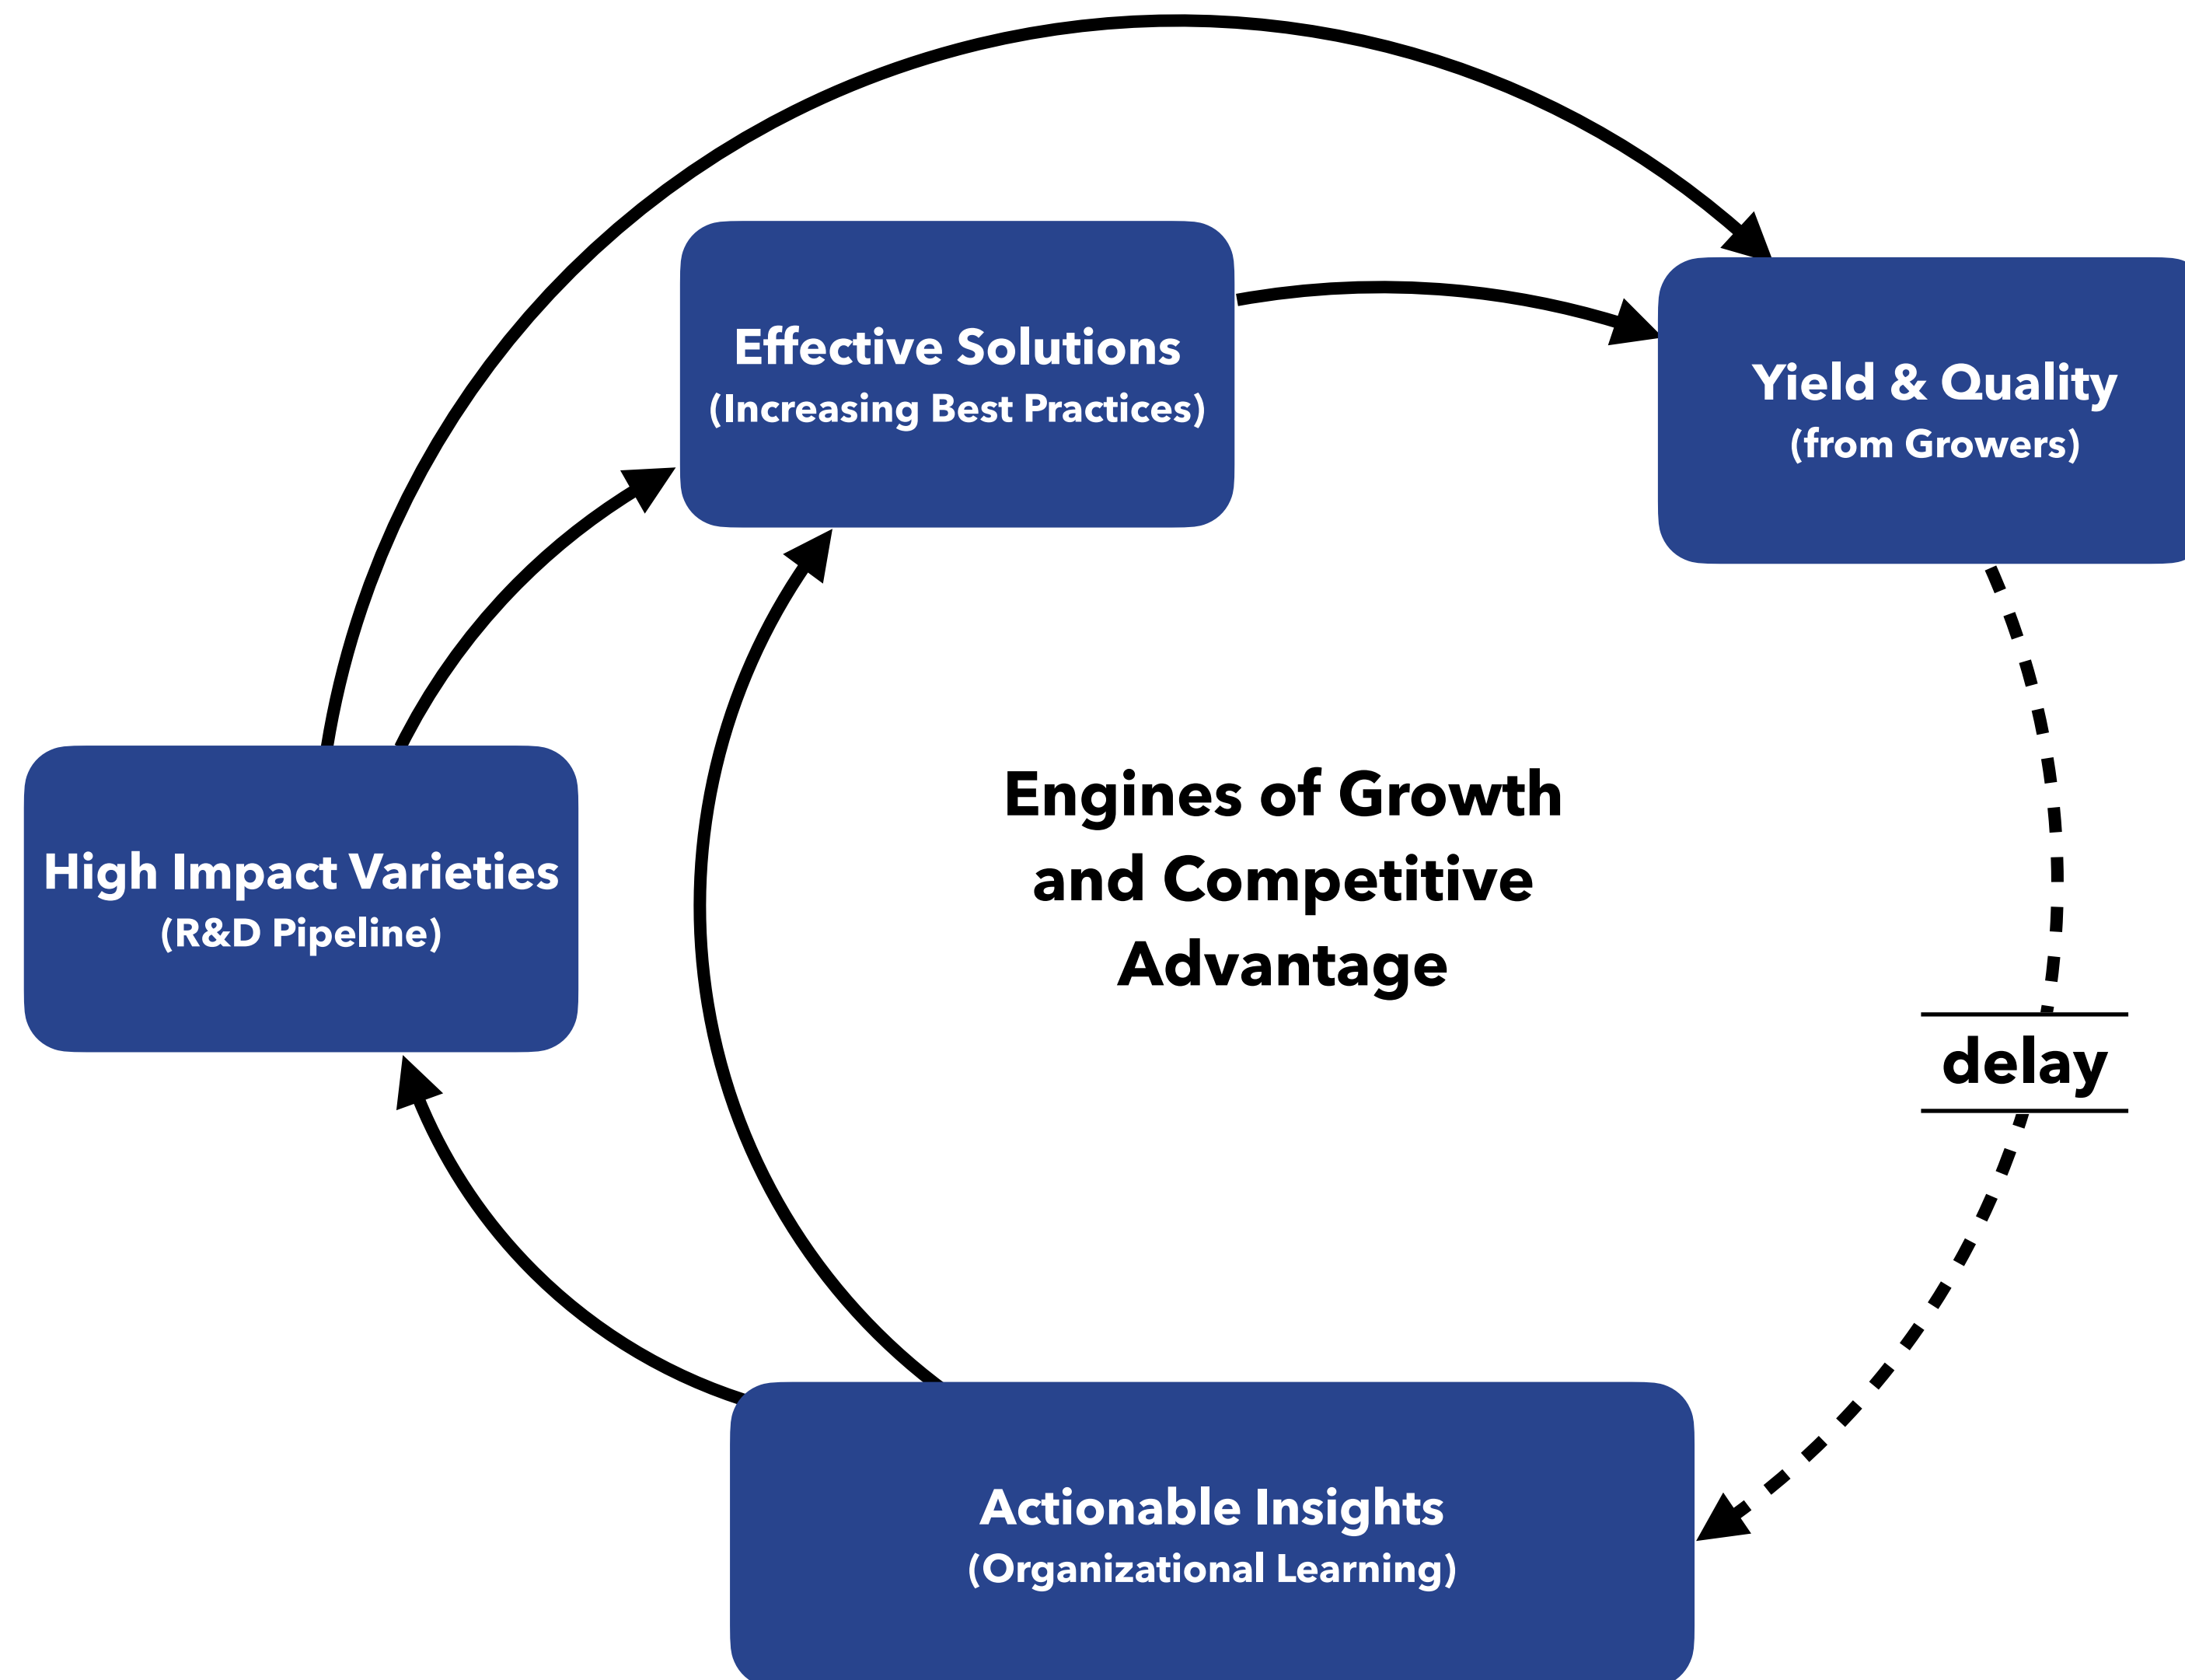 Effective Solutions
(Increasing Best Practices)
Yield & Quality
(from Growers)
High Impact Varieties
(R&D Pipeline)
Engines of Growth
and Competitive
Advantage
delay
Actionable Insights
(Organizational Learning)